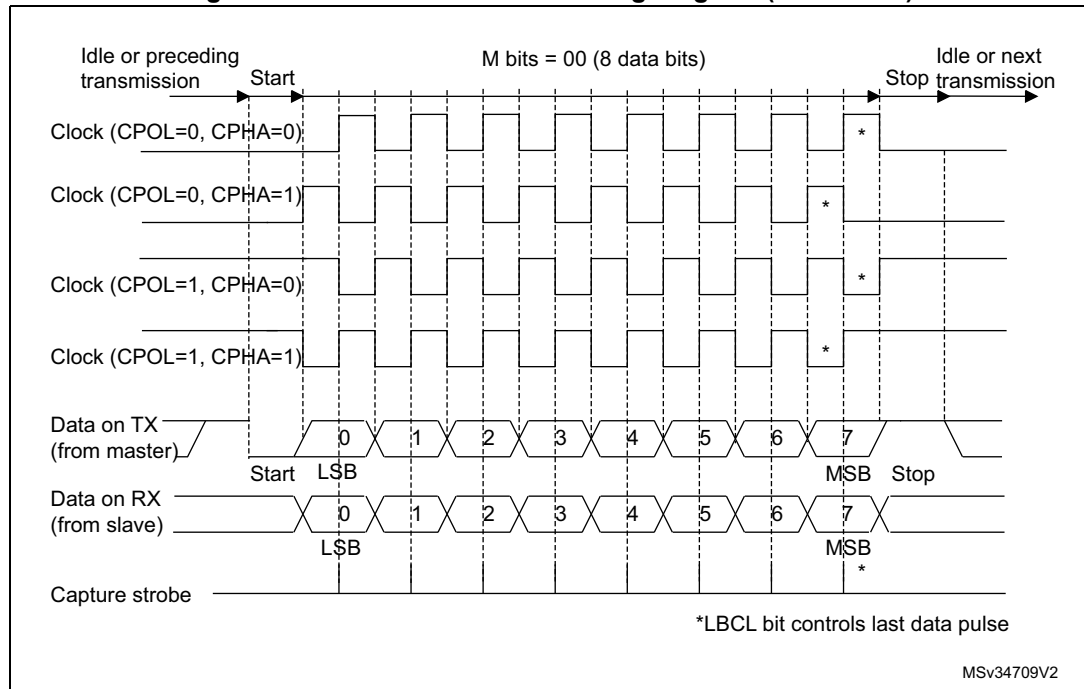 Idle or preceding
transmission
Start
M bits = 00 (8 data bits)
Stop
Idle or next
transmission
Clock (CPOL=0, CPHA=0)
*
Clock (CPOL=0, CPHA=1)
*
Clock (CPOL=1, CPHA=0)
*
Clock (CPOL=1, CPHA=1)
*
Data on TX
(from master)
0 1 2 3 4 5 6 7
Start LSB MSB Stop
Data on RX
(from slave)
0 1 2 3 4 5 6 7
LSB MSB
*
Capture strobe
*LBCL bit controls last data pulse
MSv34709V2